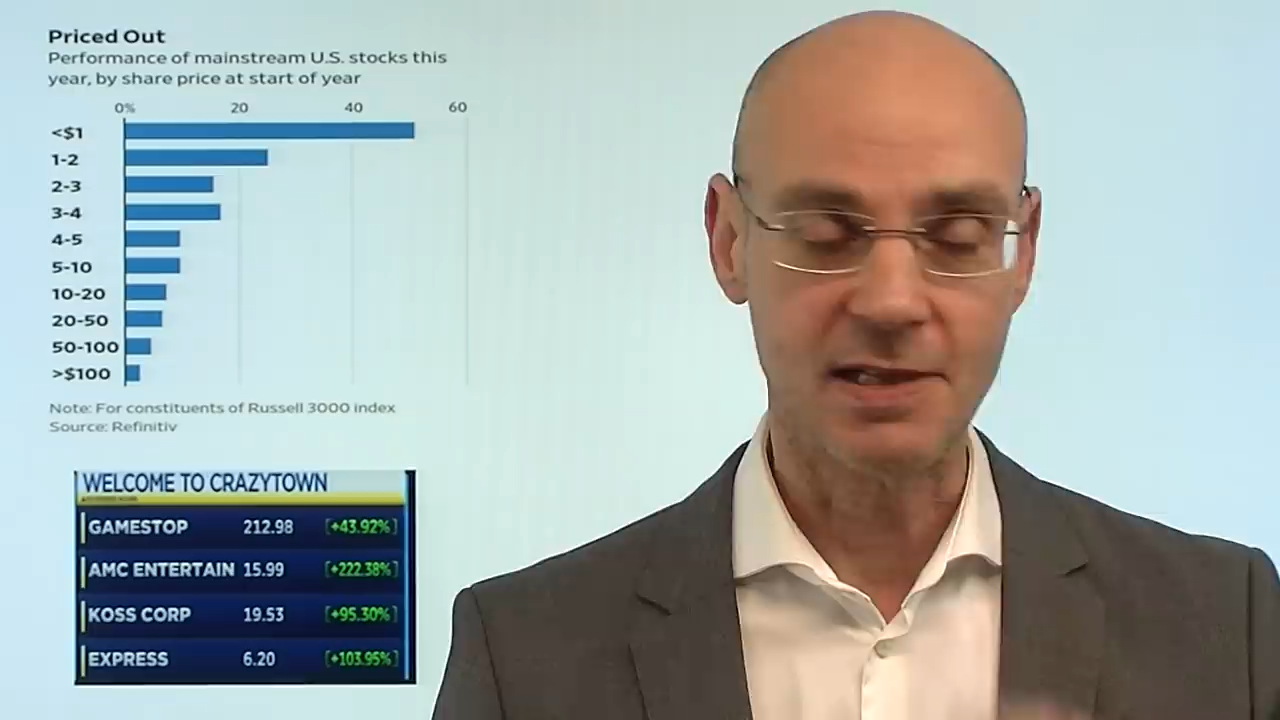 Priced Out
Performance of mainstream U.S. stocks this
year, by share price at start of year
0% 20 40 60
<$1
1-2
2-3
3-4
4-5
5-10
10-20
20-50
50-100
>$100
Note: For constituents of Russell 3000 index
Source: Refinitiv
WELCOME TO CRAZYTOWN
GAMESTOP 212.98 [+43.92%]
AMC ENTERTAIN 15.99 [+222.38%]
KOSS CORP 19.53 [+95.30%]
EXPRESS 6.20 [+103.95%]